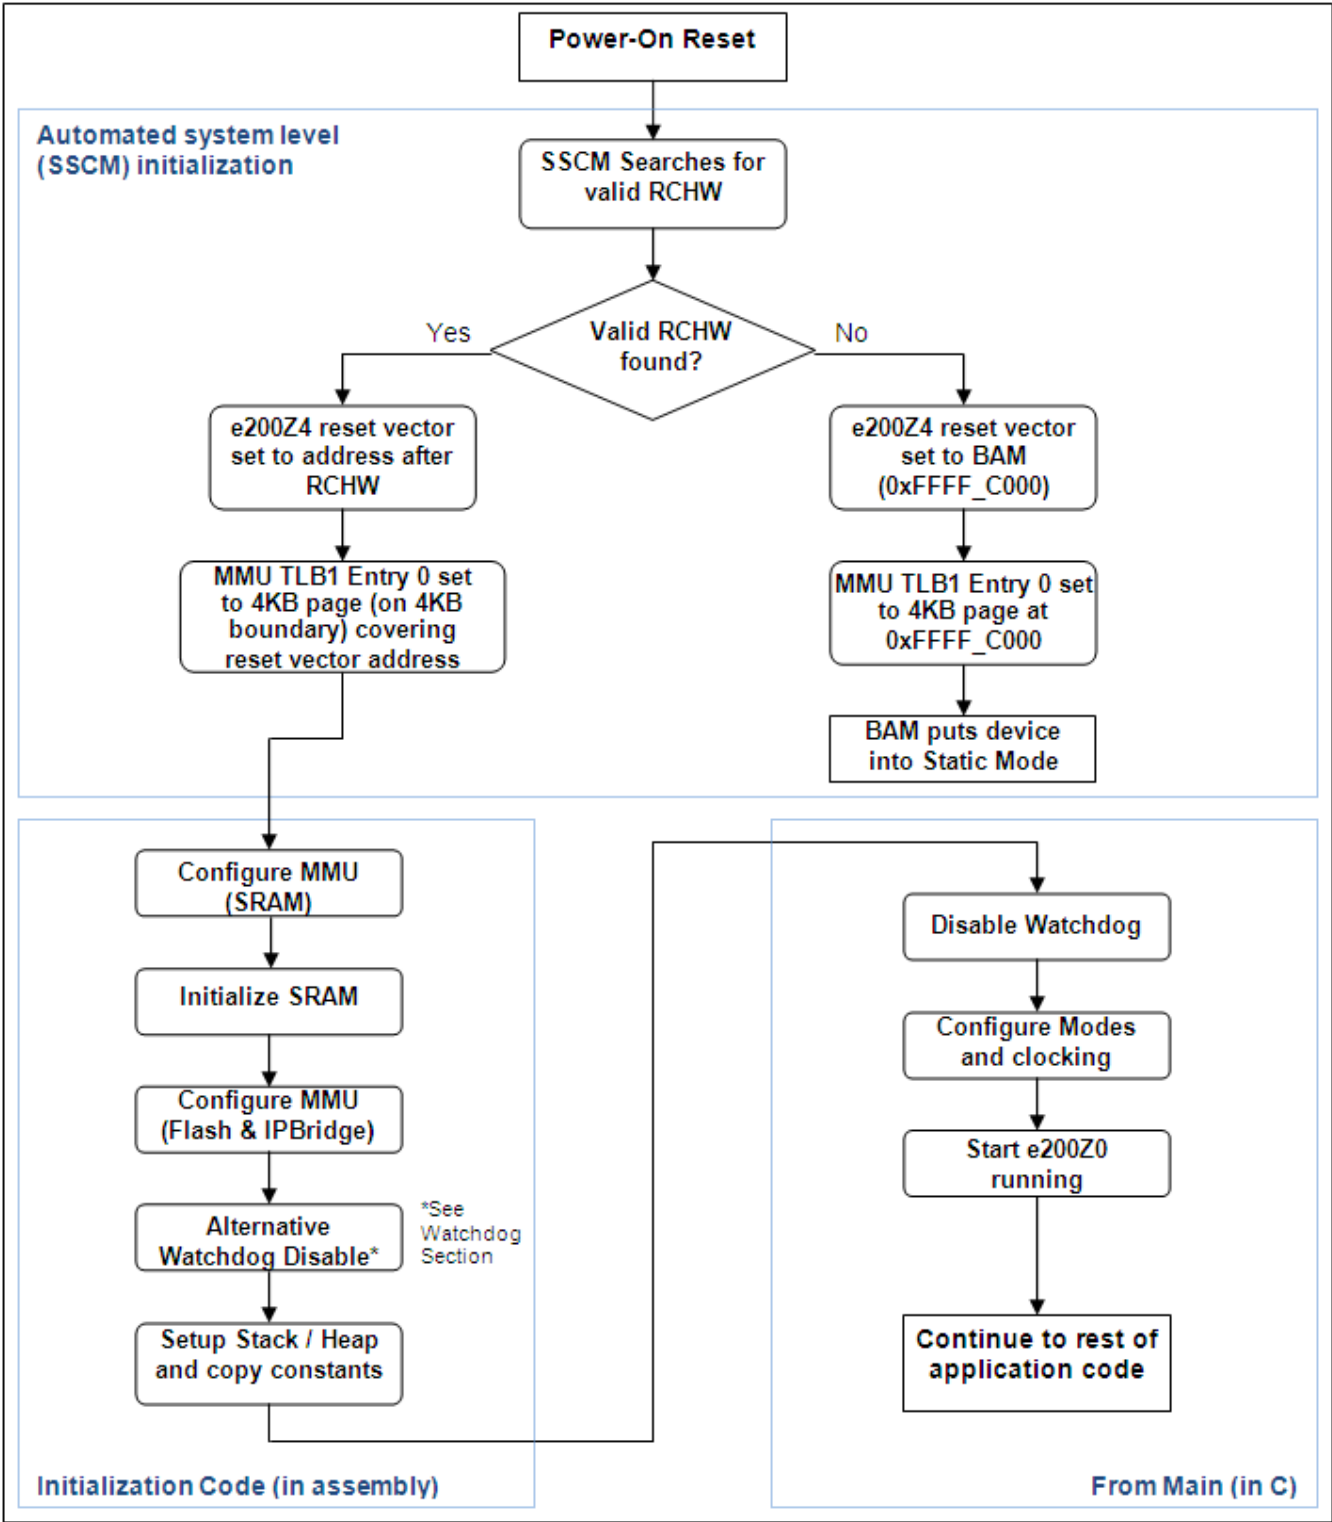 Power-On Reset
Automated system level
(SSCM) initialization
SSCM Searches for
valid RCHW
Valid RCHW
found?
Yes
No
e200Z4 reset vector
set to address after
RCHW
e200Z4 reset vector
set to BAM
(0xFFFF_C000)
MMU TLB1 Entry 0 set
to 4KB page (on 4KB
boundary) covering
reset vector address
MMU TLB1 Entry 0 set
to 4KB page at
0xFFFF_C000
BAM puts device
into Static Mode
Configure MMU
(SRAM)
Initialize SRAM
Configure MMU
(Flash & IPBridge)
Alternative
Watchdog Disable*
*See
Watchdog
Section
Setup Stack / Heap
and copy constants
Initialization Code (in assembly)
Disable Watchdog
Configure Modes
and clocking
Start e200Z0
running
Continue to rest of
application code
From Main (in C)